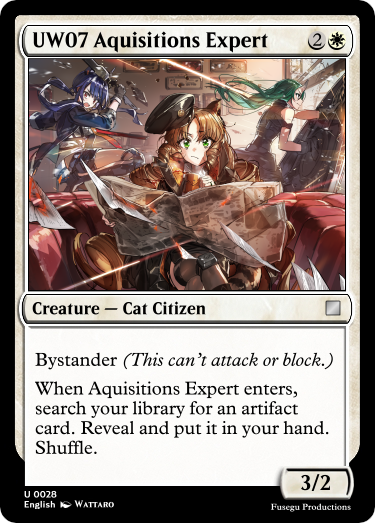 UW07 Aquisitions Expert 2
Creature — Cat Citizen
Bystander (This can't attack or block.)
When Aquisitions Expert enters,
search your library for an artifact
card. Reveal and put it in your hand.
Shuffle.
3/2
U 0028
English WATTARO
Fusegu Productions